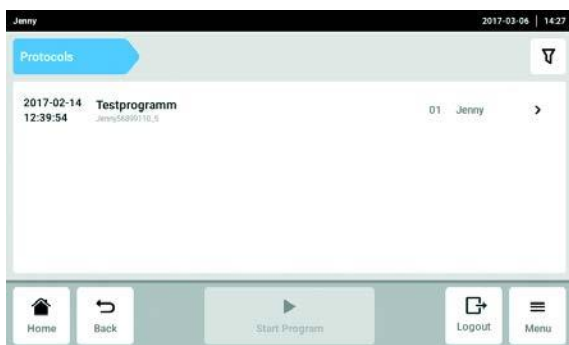 Jenny
2017-03-06 | 14:27
Protocols
2017-02-14 Testprogramm 01 Jenny
12:39:54
Home Back Start Program Logout Menu